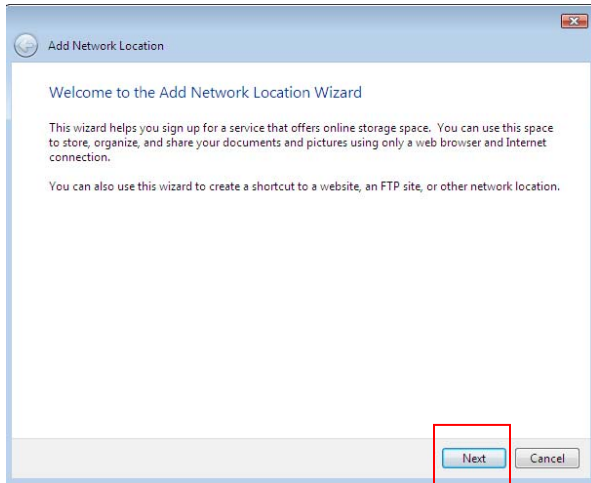 Add Network Location
Welcome to the Add Network Location Wizard
This wizard helps you sign up for a service that offers online storage space. You can use this space
to store, organize, and share your documents and pictures using only a web browser and Internet
connection.
You can also use this wizard to create a shortcut to a website, an FTP site, or other network location.
Next Cancel